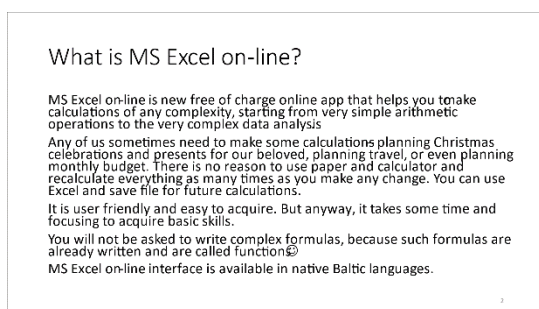 What is MS Excel on-line?
MS Excel on-line is new free of charge online app that helps you to make
calculations of any complexity, starting from very simple arithmetic
operations to the very complex data analysis
Any of us sometimes need to make some calculations planning Christmas
celebrations and presents for our beloved, planning travel, or even planning
monthly budget. There is no reason to use paper and calculator and
recalculate everything as many times as you make any change. You can use
Excel and save file for future calculations.
It is user friendly and easy to acquire. But anyway, it takes some time and
focusing to acquire basic skills.
You will not be asked to write complex formulas, because such formulas are
already written and are called function☺
MS Excel on-line interface is available in native Baltic languages.
2